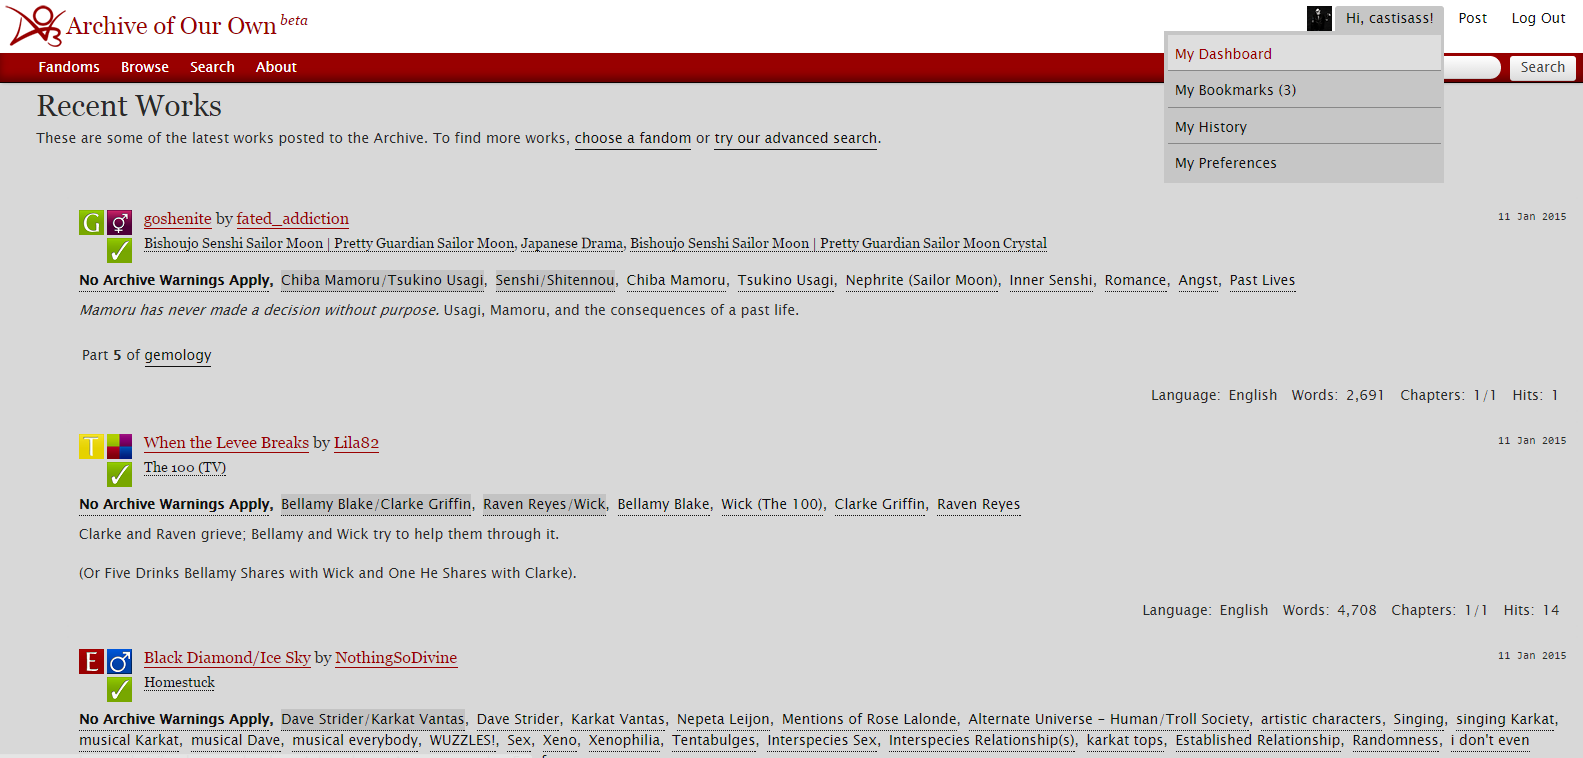 Archive of Our Own beta
Hi, castisass! Post Log Out
Fandoms Browse Search About
Search
My Dashboard
My Bookmarks (3)
My History
My Preferences
Recent Works
These are some of the latest works posted to the Archive. To find more works, choose a fandom or try our advanced search.
G
goshenite by fated_addiction
11 Jan 2015
Bishoujo Senshi Sailor Moon | Pretty Guardian Sailor Moon, Japanese Drama, Bishoujo Senshi Sailor Moon | Pretty Guardian Sailor Moon Crystal
No Archive Warnings Apply, Chiba Mamoru/Tsukino Usagi, Senshi/Shitennou, Chiba Mamoru, Tsukino Usagi, Nephrite (Sailor Moon), Inner Senshi, Romance, Angst, Past Lives
Mamoru has never made a decision without purpose. Usagi, Mamoru, and the consequences of a past life.
Part 5 of gemology
Language: English Words: 2,691 Chapters: 1/1 Hits: 1
T
When the Levee Breaks by Lila82
11 Jan 2015
The 100 (TV)
No Archive Warnings Apply, Bellamy Blake/Clarke Griffin, Raven Reyes/Wick, Bellamy Blake, Wick (The 100), Clarke Griffin, Raven Reyes
Clarke and Raven grieve; Bellamy and Wick try to help them through it.
(Or Five Drinks Bellamy Shares with Wick and One He Shares with Clarke).
Language: English Words: 4,708 Chapters: 1/1 Hits: 14
E
Black Diamond/Ice Sky by NothingSoDivine
11 Jan 2015
Homestuck
No Archive Warnings Apply, Dave Strider/Karkat Vantas, Dave Strider, Karkat Vantas, Nepeta Leijon, Mentions of Rose Lalonde, Alternate Universe - Human/Troll Society, artistic characters, Singing, singing Karkat,
musical Karkat, musical Dave, musical everybody, WUZZLES!, Sex, Xeno, Xenophilia, Tentabulges, Interspecies Sex, Interspecies Relationship(s), karkat tops, Established Relationship, Randomness, i don't even